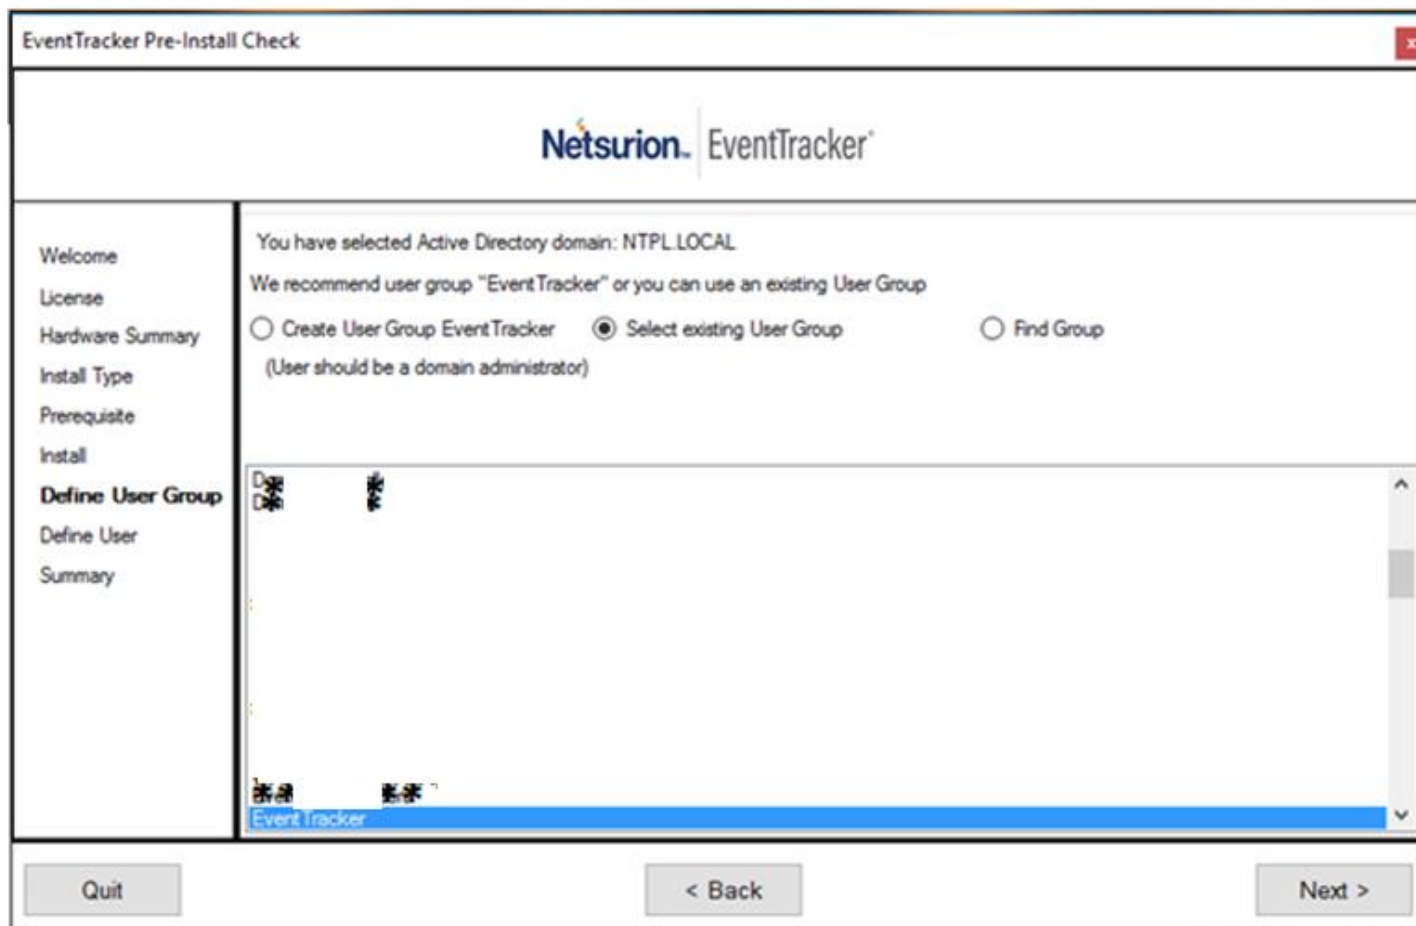 EventTracker Pre-Install Check
x
Netsurion™ EventTracker®
Welcome
License
Hardware Summary
Install Type
Prerequisite
Install
Define User Group
Define User
Summary
You have selected Active Directory domain: NTPL.LOCAL
We recommend user group "EventTracker" or you can use an existing User Group
Create User Group EventTracker Select existing User Group Find Group
(User should be a domain administrator)
EventTracker
Quit < Back Next >